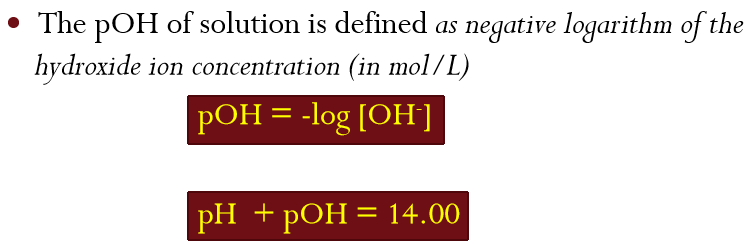 • The pOH of solution is defined as negative logarithm of the
hydroxide ion concentration (in mol/L)
pOH = -log [OH-]
pH + pOH = 14.00